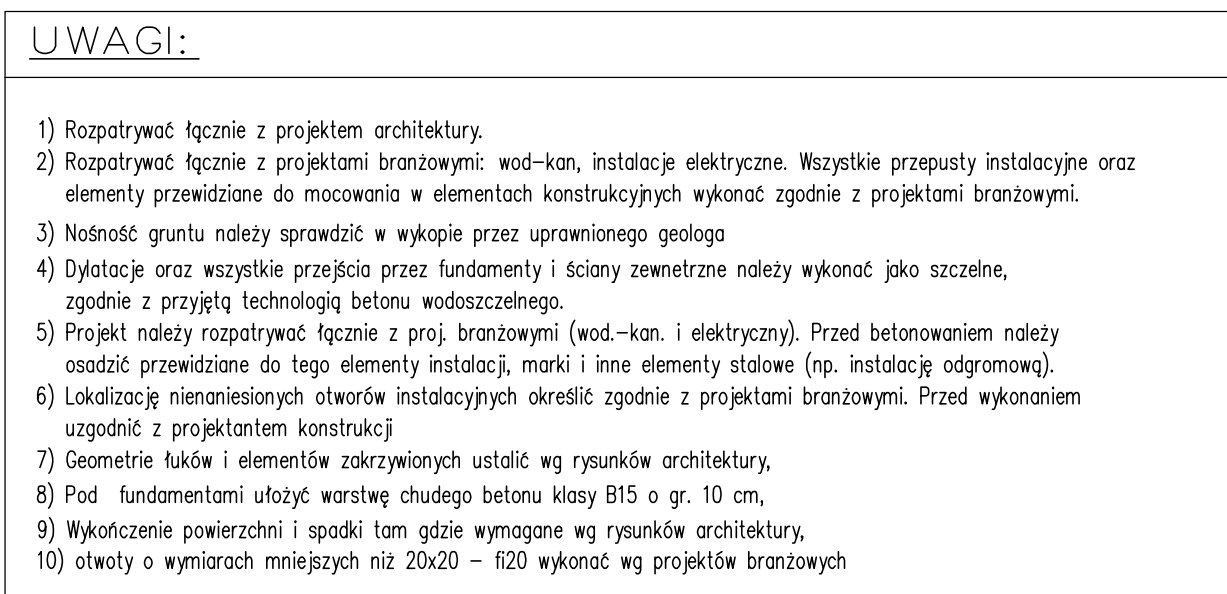 UWAGI:
1) Rozpatrywać łącznie z projektem architektury.
2) Rozpatrywać łącznie z projektami branżowymi: wod-kan, instalacje elektryczne. Wszystkie przepusty instalacyjne oraz
elementy przewidziane do mocowania w elementach konstrukcyjnych wykonać zgodnie z projektami branżowymi.
3) Nośność gruntu należy sprawdzić w wykopie przez uprawnionego geologa
4) Dylatacje oraz wszystkie przejścia przez fundamenty i ściany zewnetrzne należy wykonać jako szczelne,
zgodnie z przyjętą technologią betonu wodoszczelnego.
5) Projekt należy rozpatrywać łącznie z proj. branżowymi (wod.-kan. i elektryczny). Przed betonowaniem należy
osadzić przewidziane do tego elementy instalacji, marki i inne elementy stalowe (np. instalację odgromową).
6) Lokalizację nienaniesionych otworów instalacyjnych określić zgodnie z projektami branżowymi. Przed wykonaniem
uzgodnić z projektantem konstrukcji
7) Geometrie łuków i elementów zakrzywionych ustalić wg rysunków architektury,
8) Pod fundamentami ułożyć warstwę chudego betonu klasy B15 o gr. 10 cm,
9) Wykończenie powierzchni i spadki tam gdzie wymagane wg rysunków architektury,
10) otwoty o wymiarach mniejszych niż 20x20 – fi20 wykonać wg projektów branżowych